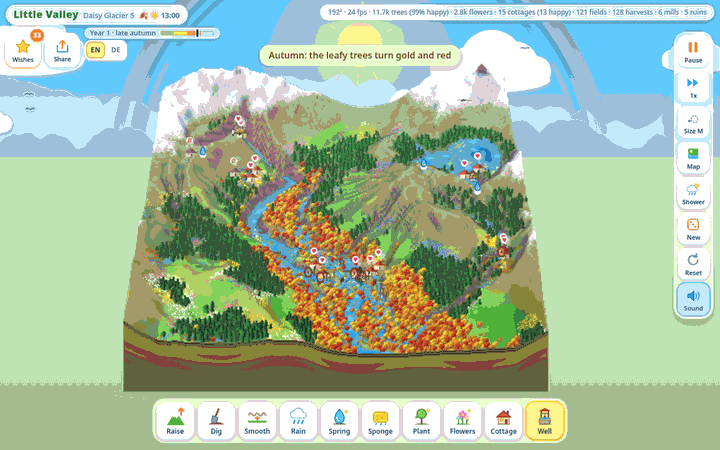 Little Valley Daisy Glacier 5 13:00
192² · 24 fps · 11.7k trees (99% happy) · 2.8k flowers · 15 cottages (13 happy) · 121 fields · 128 harvests · 6 mills · 5 ruins
Year 1 · late autumn
33
Wishes
Share
EN
DE
Autumn: the leafy trees turn gold and red
Pause
1x
Size M
Map
Shower
New
Reset
Sound
Raise
Dig
Smooth
Rain
Spring
Sponge
Plant
Flowers
Cottage
Well